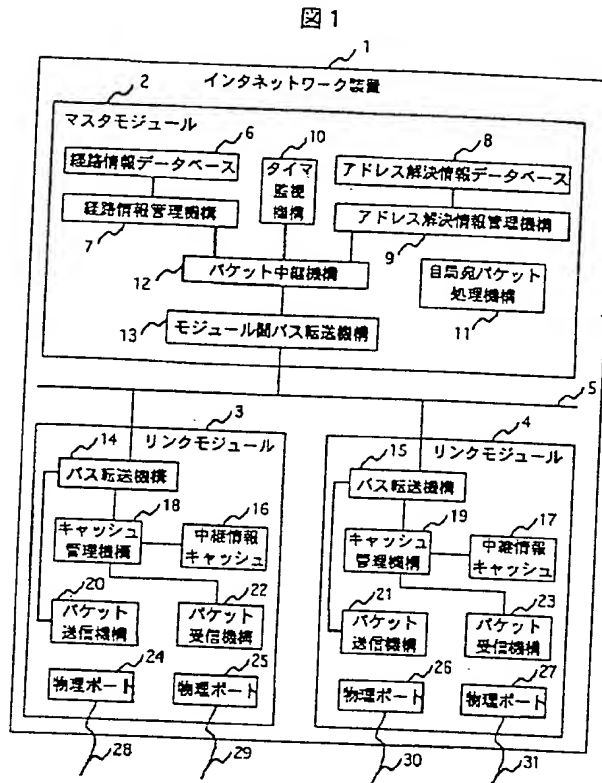 図1
1
インタネットワーク装置
2
マスタモジュール
6
経路情報データベース
10
タイマ
監視
機構
8
アドレス解決情報データベース
経路情報管理機構
7
アドレス解決情報管理機構
9
12
パケット中継機構
自局宛パケット
処理機構
11
13
モジュール間バス転送機構
5
3
リンクモジュール
14
バス転送機構
18
キャッシュ
管理機構
16
中継情報
キャッシュ
20
パケット
送信機構
22
パケット
受信機構
24
物理ポート
25
物理ポート
28
29
4
リンクモジュール
15
バス転送機構
19
キャッシュ
管理機構
17
中継情報
キャッシュ
21
パケット
送信機構
23
パケット
受信機構
26
物理ポート
27
物理ポート
30
31